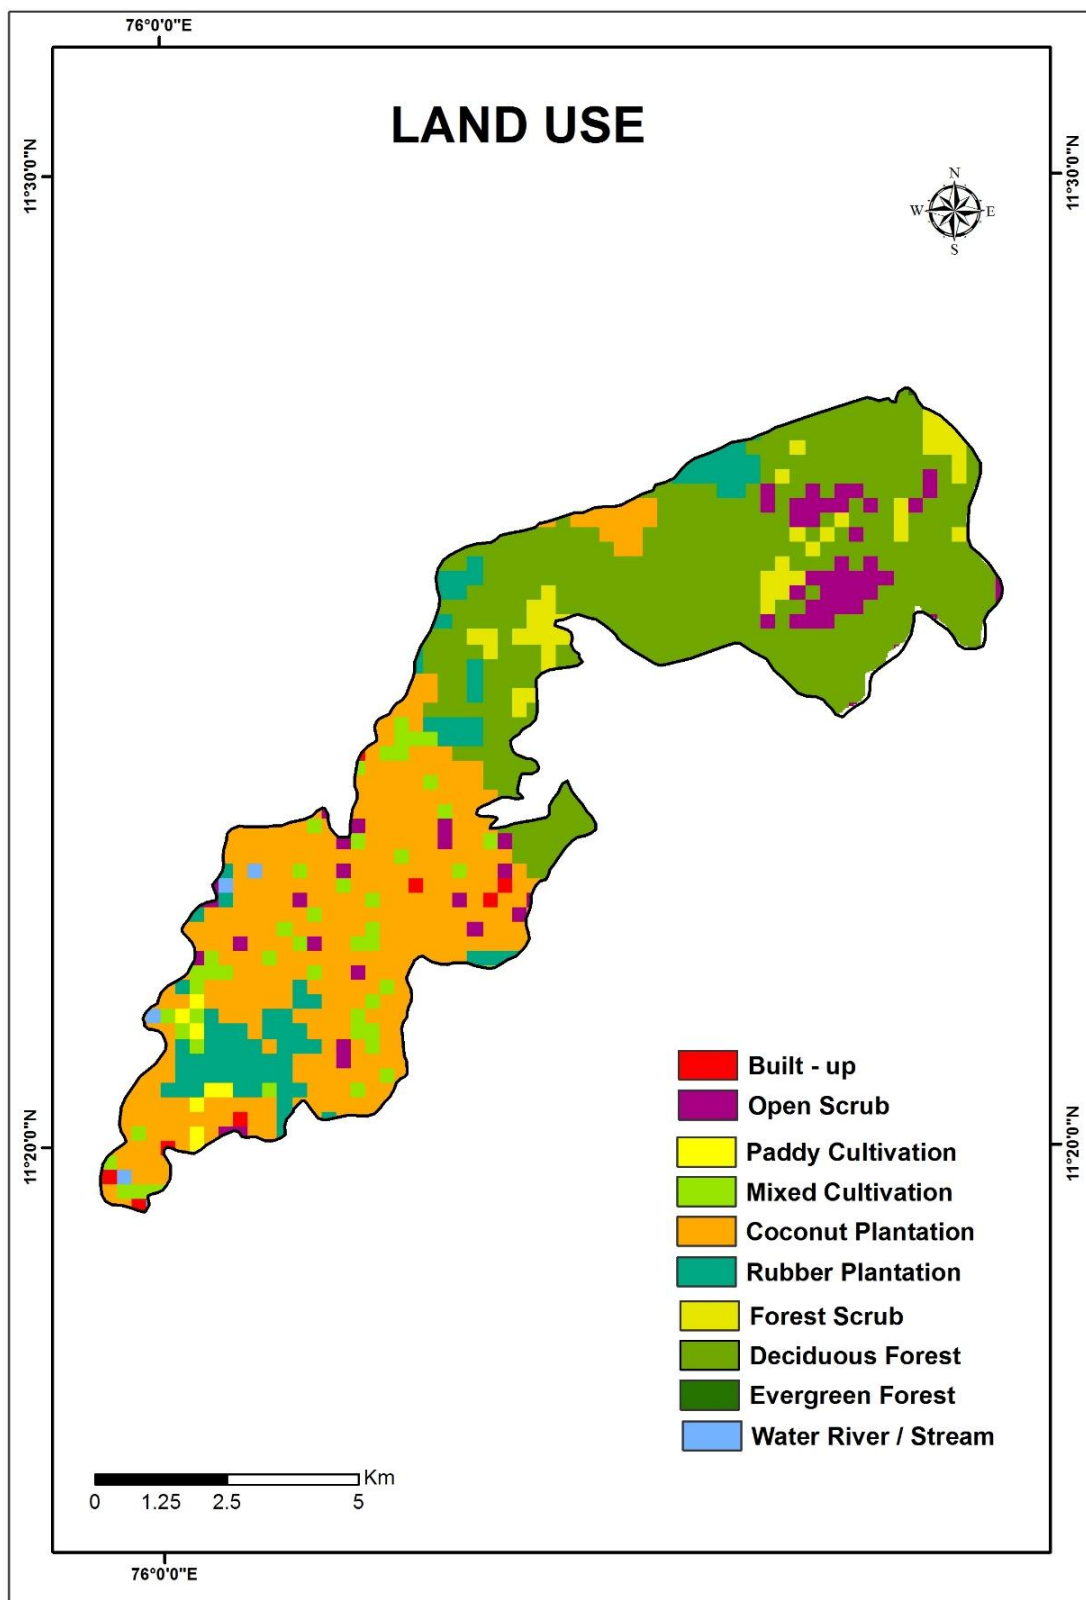 76°0'0"E
LAND USE
11°30'0"N
11°30'0"N
N
W E
S
Built - up
Open Scrub
Paddy Cultivation
Mixed Cultivation
Coconut Plantation
Rubber Plantation
Forest Scrub
Deciduous Forest
Evergreen Forest
Water River / Stream
11°20'0"N
11°20'0"N
Km
0 1.25 2.5 5
76°0'0"E